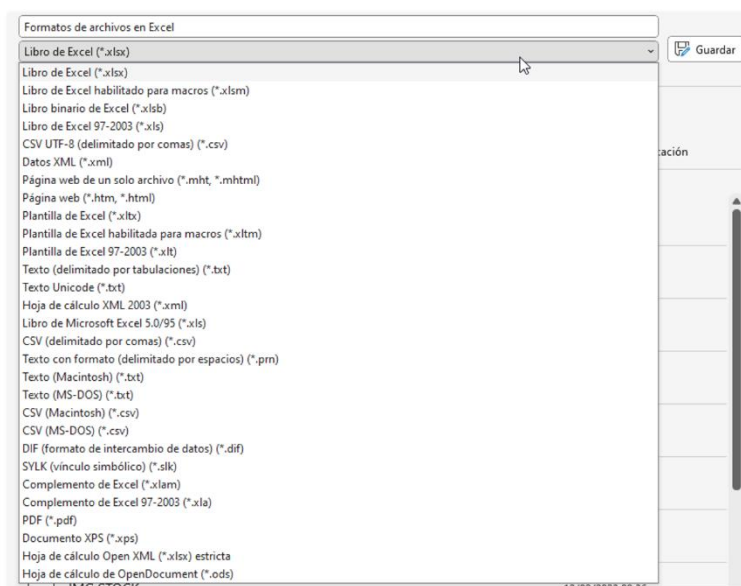 Formatos de archivos en Excel
Libro de Excel (*.xlsx)
Guardar
Libro de Excel (*.xlsx)
Libro de Excel habilitado para macros (*.xlsm)
Libro binario de Excel (*.xlsb)
Libro de Excel 97-2003 (*.xls)
CSV UTF-8 (delimitado por comas) (*.csv)
Datos XML (*.xml)
Página web de un solo archivo (*.mht, *.mhtml)
Página web (*.htm, *.html)
Plantilla de Excel (*.xltx)
Plantilla de Excel habilitada para macros (*.xltm)
Plantilla de Excel 97-2003 (*.xlt)
Texto (delimitado por tabulaciones) (*.txt)
Texto Unicode (*.txt)
Hoja de cálculo XML 2003 (*.xml)
Libro de Microsoft Excel 5.0/95 (*.xls)
CSV (delimitado por comas) (*.csv)
Texto con formato (delimitado por espacios) (*.prn)
Texto (Macintosh) (*.txt)
Texto (MS-DOS) (*.txt)
CSV (Macintosh) (*.csv)
CSV (MS-DOS) (*.csv)
DIF (formato de intercambio de datos) (*.dif)
SYLK (vínculo simbólico) (*.slk)
Complemento de Excel (*.xlam)
Complemento de Excel 97-2003 (*.xla)
PDF (*.pdf)
Documento XPS (*.xps)
Hoja de cálculo Open XML (*.xlsx) estricta
Hoja de cálculo de OpenDocument (*.ods)